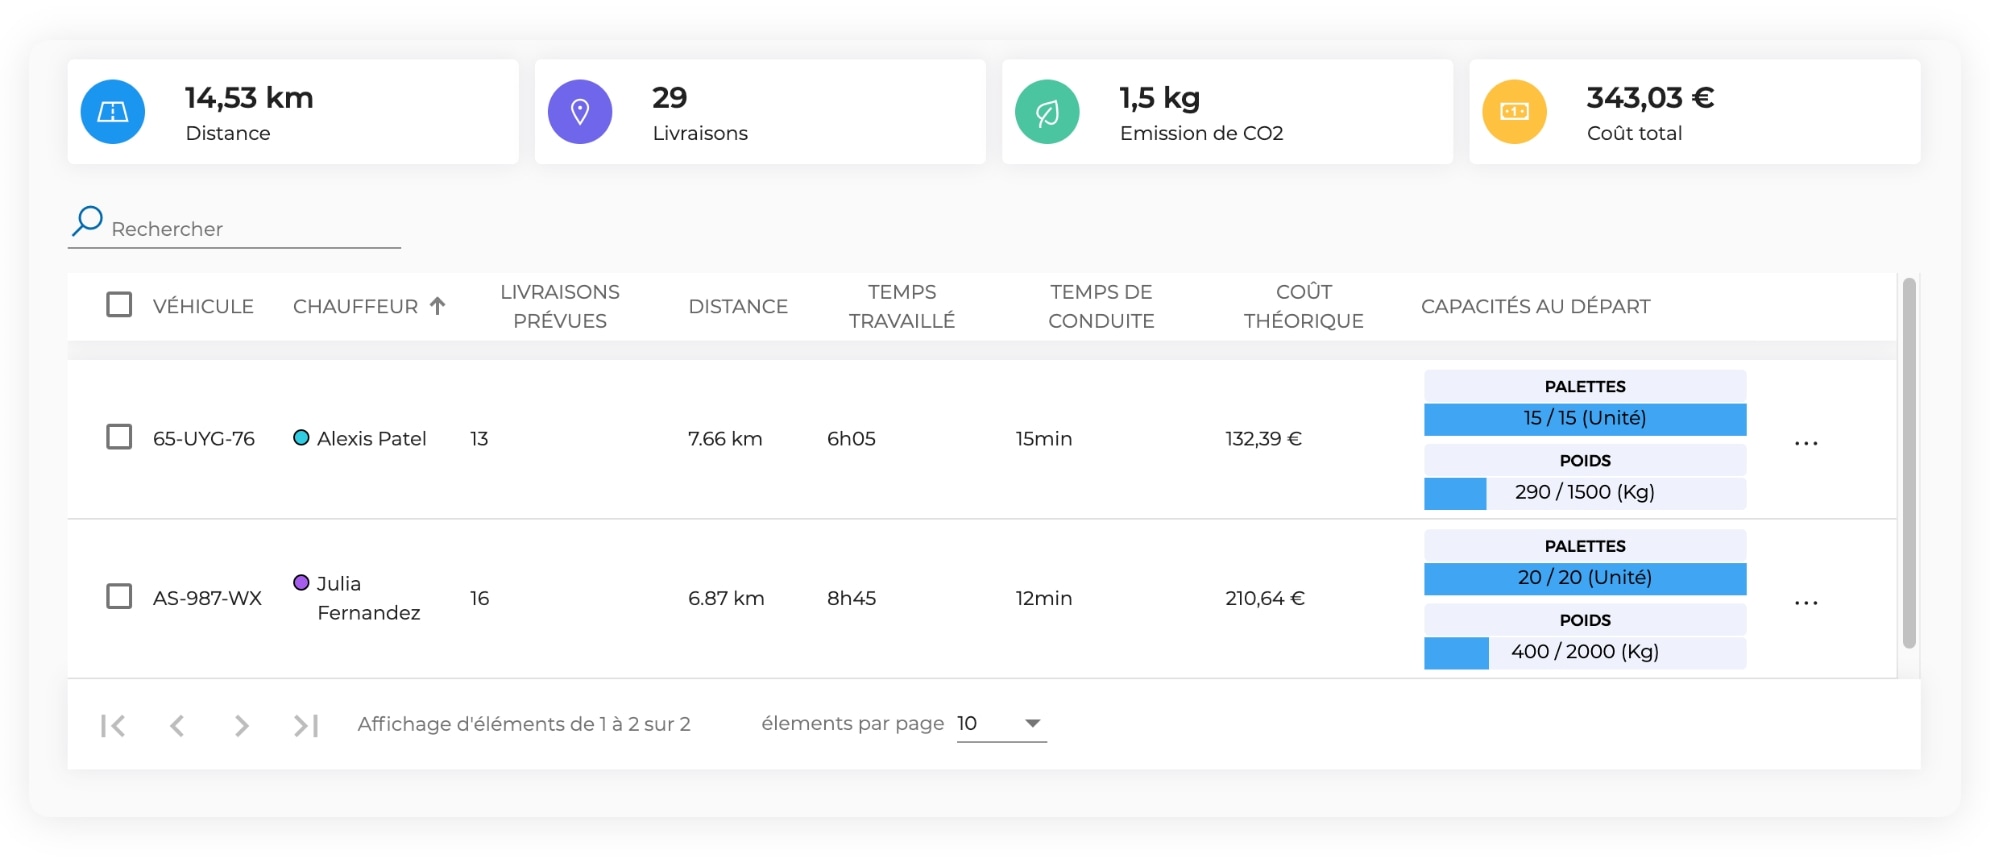 14,53 km
Distance
29
Livraisons
1,5 kg
Emission de CO2
343,03 €
Coût total
Rechercher
VÉHICULE
CHAUFFEUR
LIVRAISONS
PRÉVUES
DISTANCE
TEMPS
TRAVAILLÉ
TEMPS DE
CONDUITE
COÛT
THÉORIQUE
CAPACITÉS AU DÉPART
65-UYG-76
Alexis Patel
13
7.66 km
6h05
15min
132,39 €
PALETTES
15 / 15 (Unité)
POIDS
290 / 1500 (Kg)
...
AS-987-WX
Julia
Fernandez
16
6.87 km
8h45
12min
210,64 €
PALETTES
20 / 20 (Unité)
POIDS
400 / 2000 (Kg)
...
Affichage d'éléments de 1 à 2 sur 2
élements par page 10